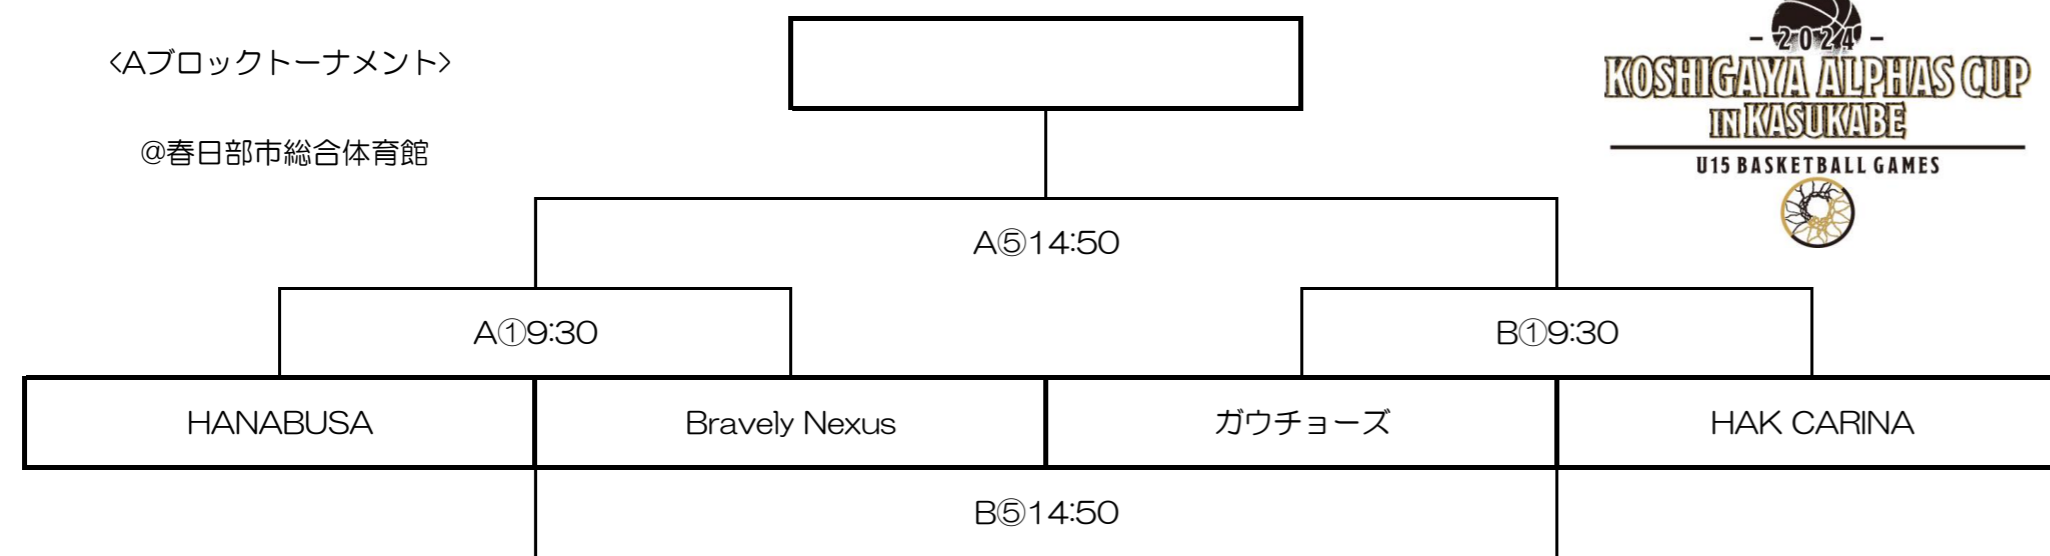 <Aブロックトーナメント>
@春日部市総合体育館
- 2024 -
KOSHIGAYA ALPHAS CUP
IN KASUKABE
U15 BASKETBALL GAMES
A⑤14:50
A①9:30
B①9:30
HANABUSA
Bravely Nexus
ガウチョーズ
HAK CARINA
B⑤14:50